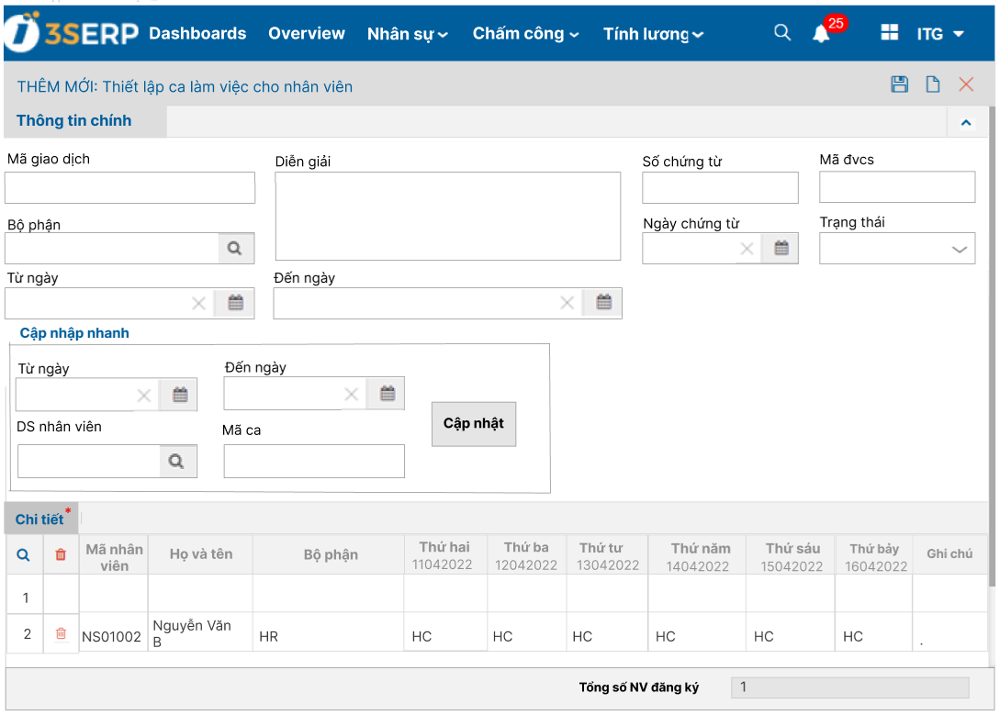 3SERP Dashboards Overview Nhân sự Chấm công Tính lương 25 ITG
THÊM MỚI: Thiết lập ca làm việc cho nhân viên
Thông tin chính
Mã giao dịch Diễn giải Số chứng từ Mã đvcs
Bộ phận Ngày chứng từ Trạng thái
Từ ngày Đến ngày
Cập nhập nhanh
Từ ngày Đến ngày
Cập nhật
DS nhân viên Mã ca
Chi tiết*
Mã nhân viên Họ và tên Bộ phận Thứ hai Thứ ba Thứ tư Thứ năm Thứ sáu Thứ bảy Ghi chú
11042022 12042022 13042022 14042022 15042022 16042022
1
2 NS01002 Nguyễn Văn B HR HC HC HC HC HC HC .
Tổng số NV đăng ký 1